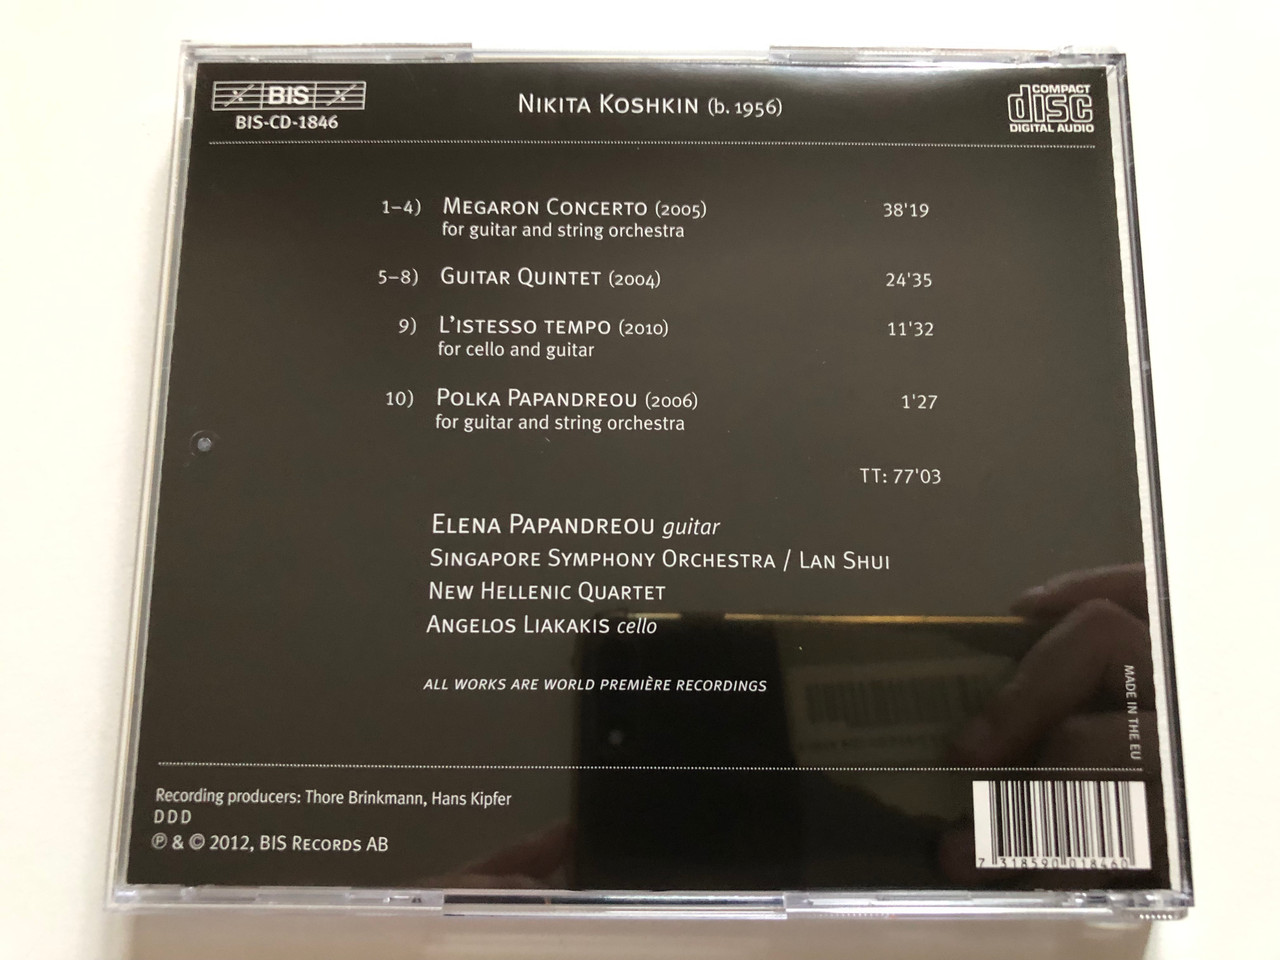 BIS
BIS-CD-1846
NIKITA KOSHKIN (b. 1956)
COMPACT
disc
DIGITAL AUDIO
1–4) MEGARON CONCERTO (2005) 38'19
for guitar and string orchestra
5–8) GUITAR QUINTET (2004) 24'35
9) L'ISTESSO TEMPO (2010) 11'32
for cello and guitar
10) POLKA PAPANDREOU (2006) 1'27
for guitar and string orchestra
TT: 77'03
ELENA PAPANDREOU guitar
SINGAPORE SYMPHONY ORCHESTRA / LAN SHUI
NEW HELLENIC QUARTET
ANGELOS LIAKAKIS cello
ALL WORKS ARE WORLD PREMIÈRE RECORDINGS
MADE IN THE EU
Recording producers: Thore Brinkmann, Hans Kipfer
DDD
℗ & © 2012, BIS RECORDS AB
7 318590 018460